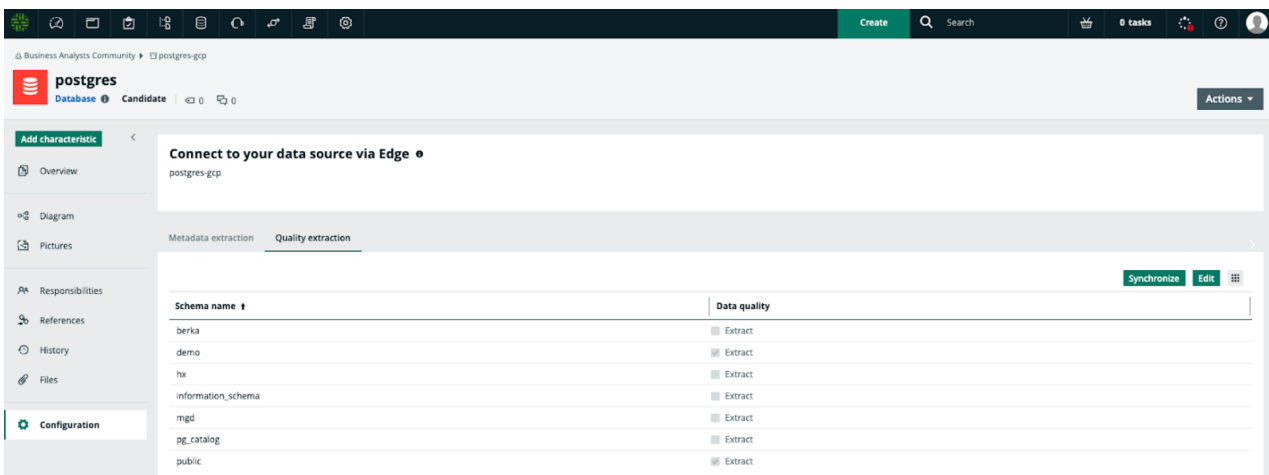 Create
Search
0 tasks
Business Analysts Community
postgres-gcp
postgres
Database
Candidate
0
0
Actions
Add characteristic
Overview
Diagram
Pictures
Responsibilities
References
History
Files
Configuration
Connect to your data source via Edge
postgres-gcp
Metadata extraction
Quality extraction
Synchronize
Edit
Schema name
Data quality
berka
Extract
demo
Extract
hx
Extract
information_schema
Extract
mgd
Extract
pg_catalog
Extract
public
Extract